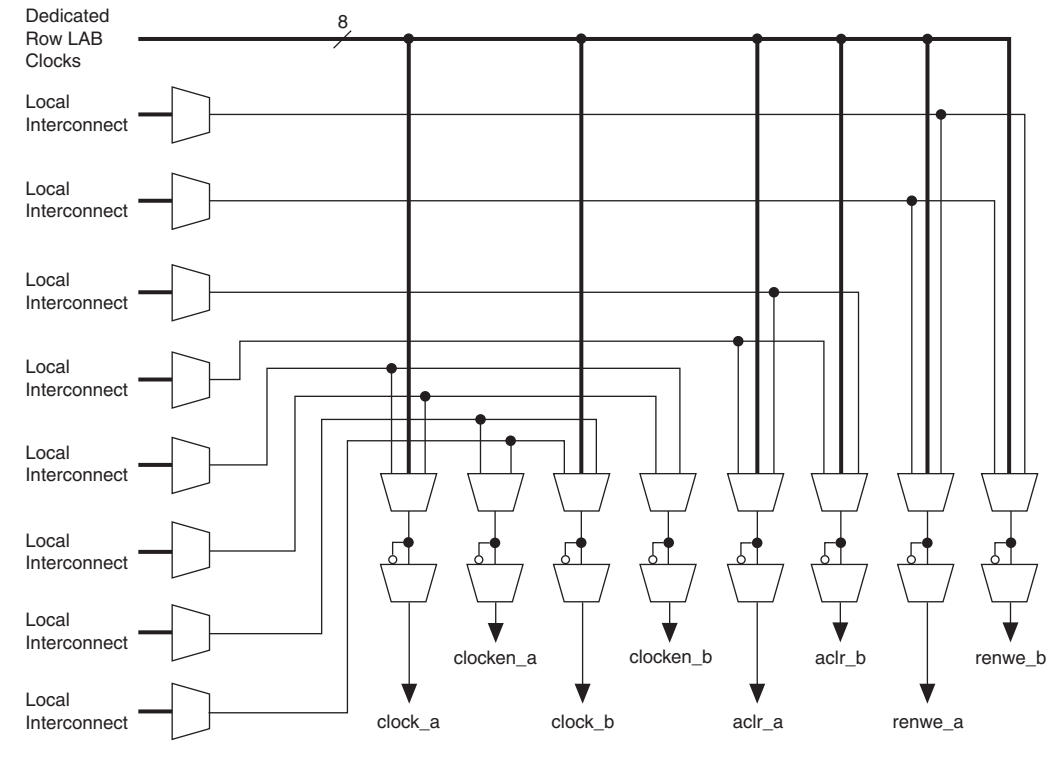 Dedicated
Row LAB
Clocks
8
Local
Interconnect
Local
Interconnect
Local
Interconnect
Local
Interconnect
Local
Interconnect
Local
Interconnect
Local
Interconnect
Local
Interconnect
clocken_a
clocken_b
aclr_b
renwe_b
clock_a
clock_b
aclr_a
renwe_a